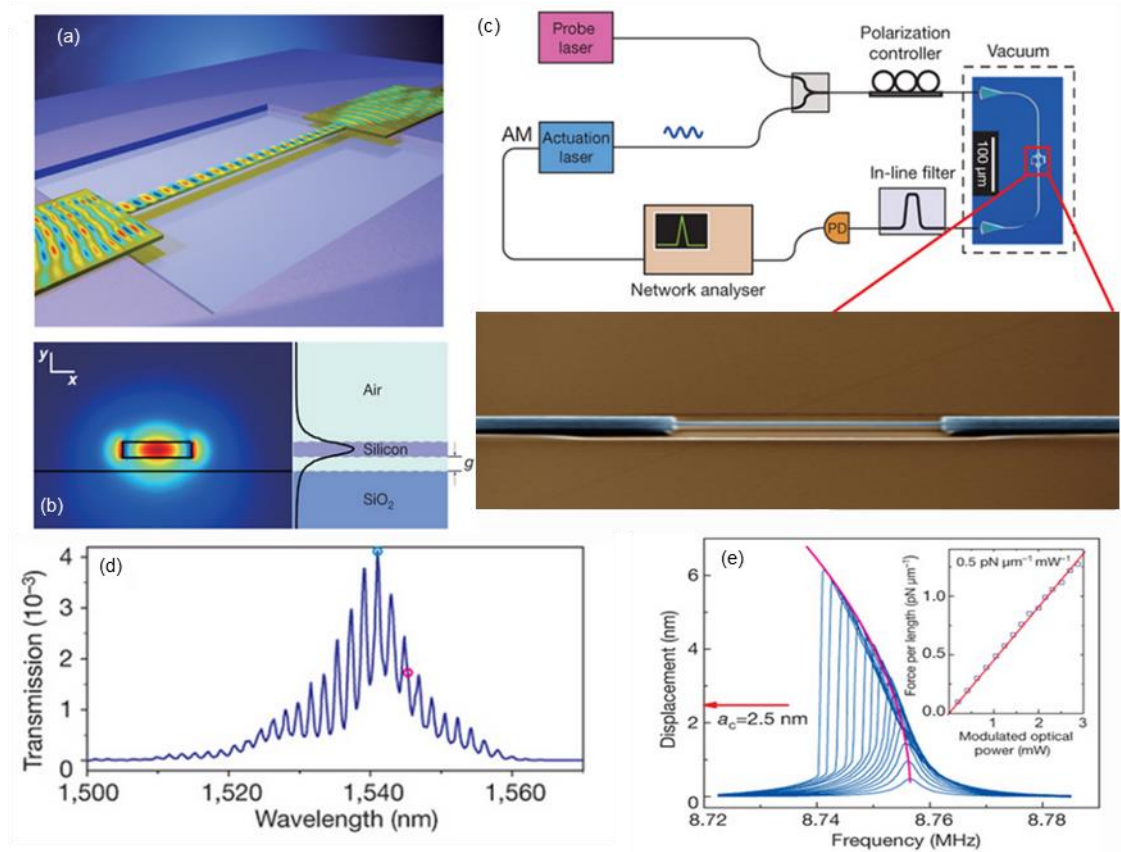 (a)
(b)
y
x
Air
Silicon
g
SiO₂
(c)
Probe
laser
Polarization
controller
Vacuum
AM
Actuation
laser
100 μm
In-line filter
PD
Network analyser
(d)
Transmission (10⁻³)
4
3
2
1
0
1,500
1,520
1,540
1,560
Wavelength (nm)
(e)
Displacement (nm)
6
4
2
0
a_c=2.5 nm
8.72
8.74
8.76
8.78
Frequency (MHz)
0.5 pN μm⁻¹ mW⁻¹
Force per length (pN μm⁻¹)
1.0
0.5
0.0
1
2
3
Modulated optical
power (mW)